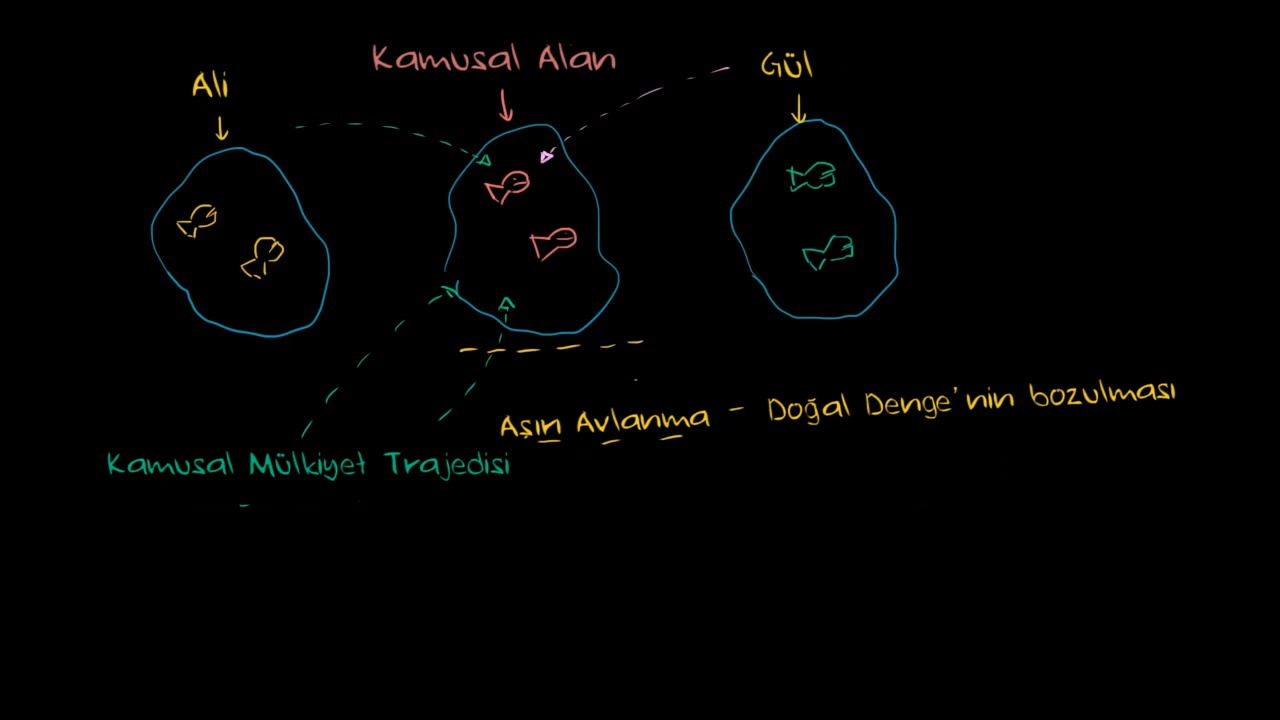 Kamusal Alan
Ali
Gül
Aşırı Avlanma - Doğal Denge'nin bozulması
Kamusal Mülkiyet Trajedisi